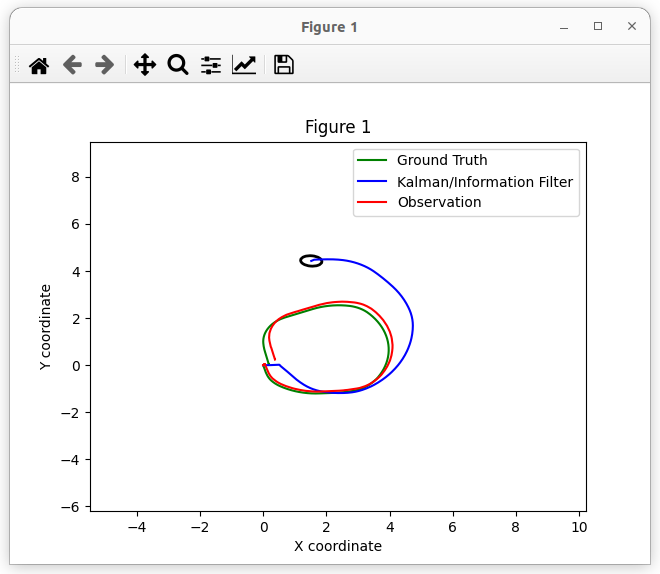 Figure 1
Figure 1
Ground Truth
Kalman/Information Filter
Observation
8
6
4
2
0
−2
−4
−6
Y coordinate
−4 −2 0 2 4 6 8 10
X coordinate